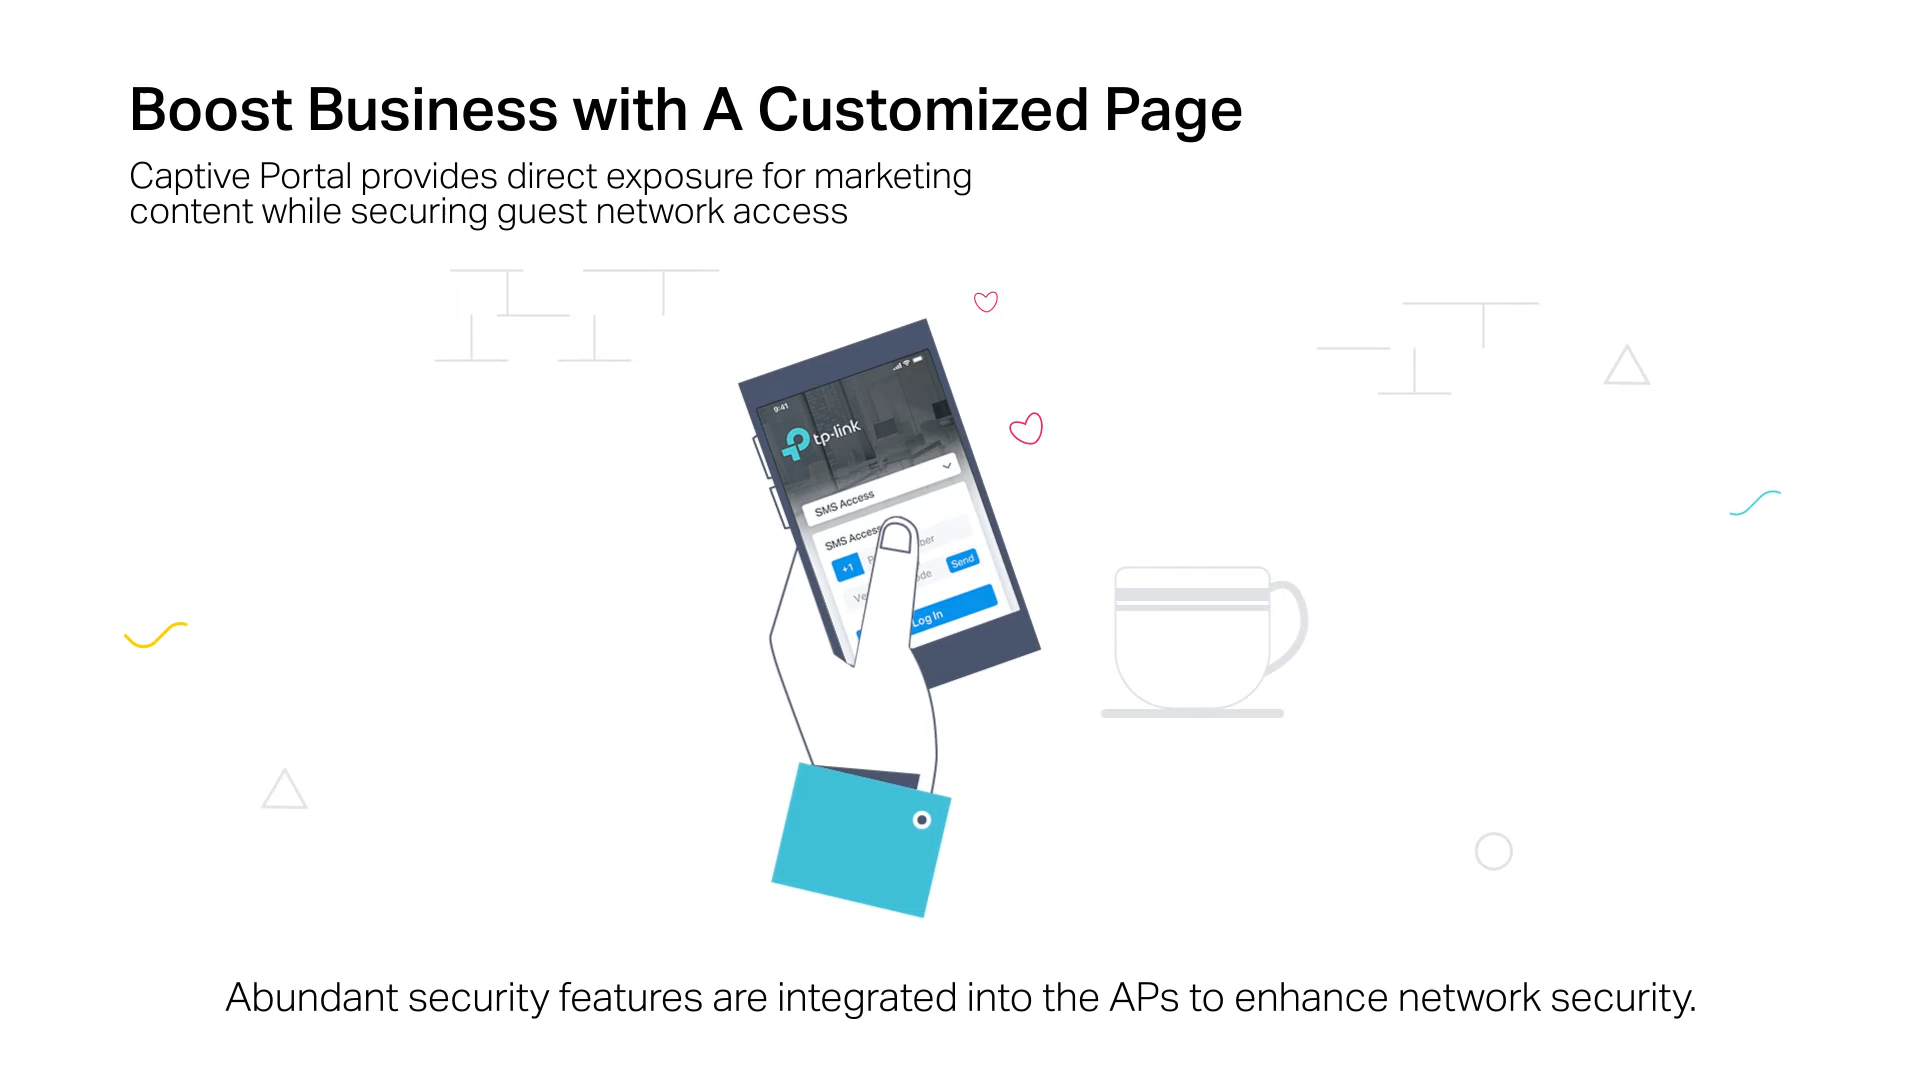 Boost Business with A Customized Page
Captive Portal provides direct exposure for marketing
content while securing guest network access
9:41
tp-link
SMS Access
SMS Access
+1
Send
Log In
Abundant security features are integrated into the APs to enhance network security.